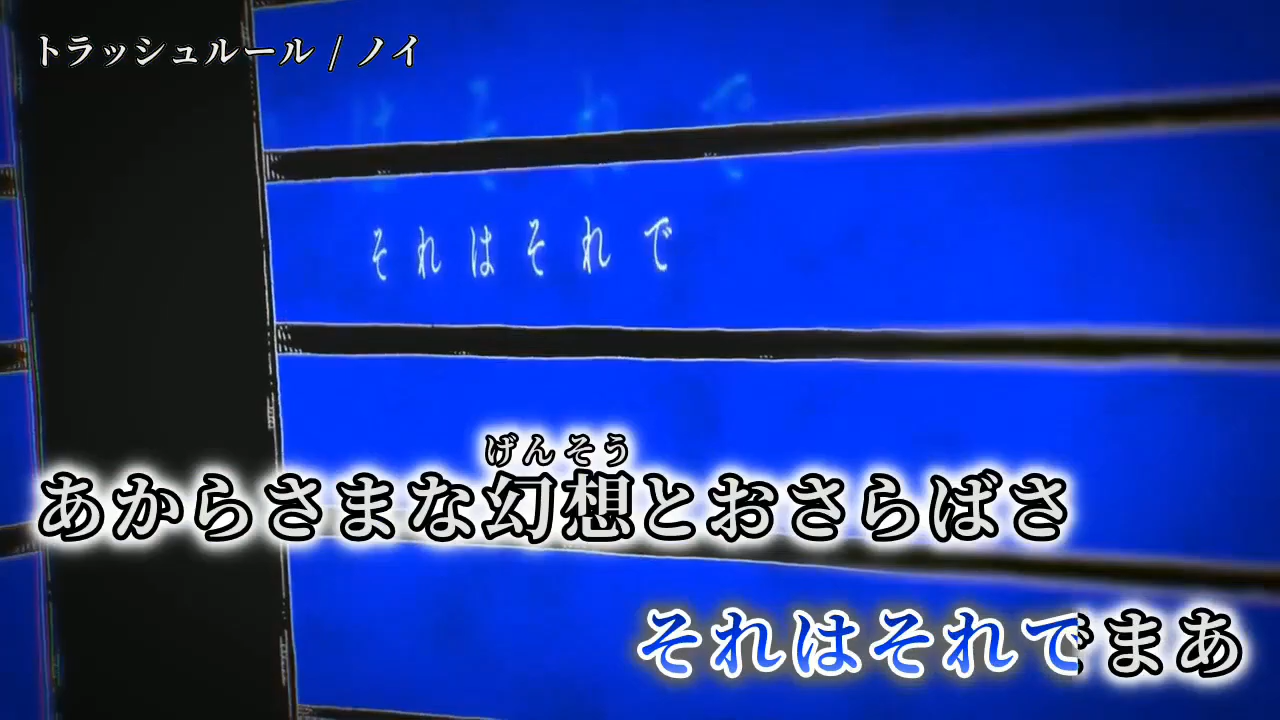 トラッシュルール / ノイ
それはそれで
げんそう
あからさまな幻想とおさらばさ
それはそれでまあ